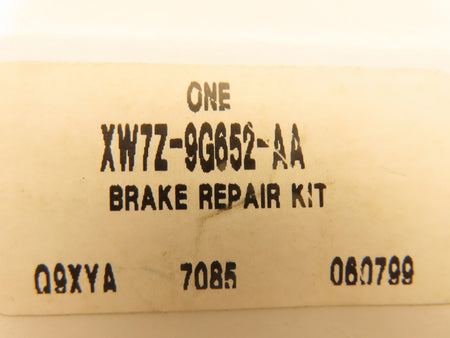 ONE
XW7Z-9G652-AA
BRAKE REPAIR KIT
Q9XYA 7085 060799